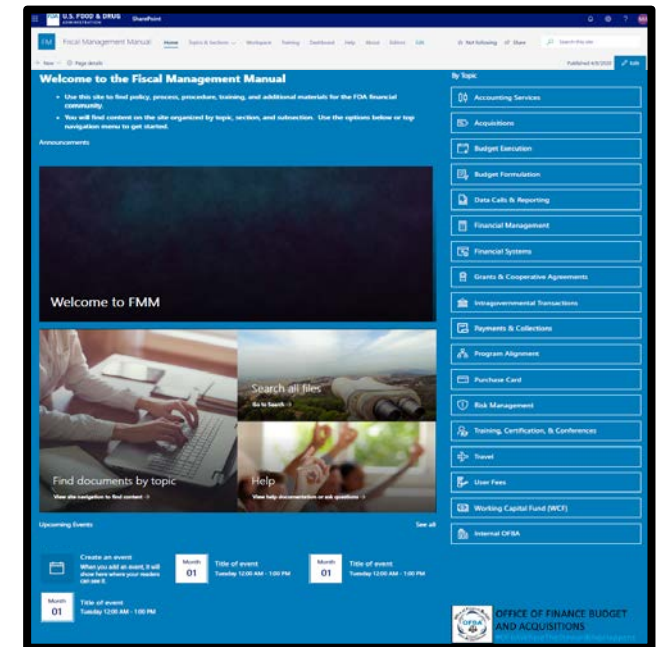 FDA U.S. FOOD & DRUG ADMINISTRATION SharePoint
FM Fiscal Management Manual Home Topics & Sections Workspace Training Dashboard Help About Editors Edit Not following Share Search this site
New Page details Published 4/9/2020 Edit
Welcome to the Fiscal Management Manual
Use this site to find policy, process, procedure, training, and additional materials for the FDA financial
community.
You will find content on the site organized by topic, section, and subsection. Use the options below or top
navigation menu to get started.
Announcements
Welcome to FMM
Find documents by topic
View site navigation to find content
Search all files
Go to Search
Help
View help documentation or ask questions
Upcoming Events See all
Create an event
When you add an event, it will
show here where your readers
can see it.
Month
01
Title of event
Tuesday 12:00 AM - 1:00 PM
Month
01
Title of event
Tuesday 12:00 AM - 1:00 PM
Month
01
Title of event
Tuesday 12:00 AM - 1:00 PM
By Topic
Accounting Services
Acquisitions
Budget Execution
Budget Formulation
Data Calls & Reporting
Financial Management
Financial Systems
Grants & Cooperative Agreements
Intragovernmental Transactions
Payments & Collections
Program Alignment
Purchase Card
Risk Management
Training, Certification, & Conferences
Travel
User Fees
Working Capital Fund (WCF)
Internal OFBA
OFBA
OFFICE OF FINANCE BUDGET
AND ACQUISITIONS